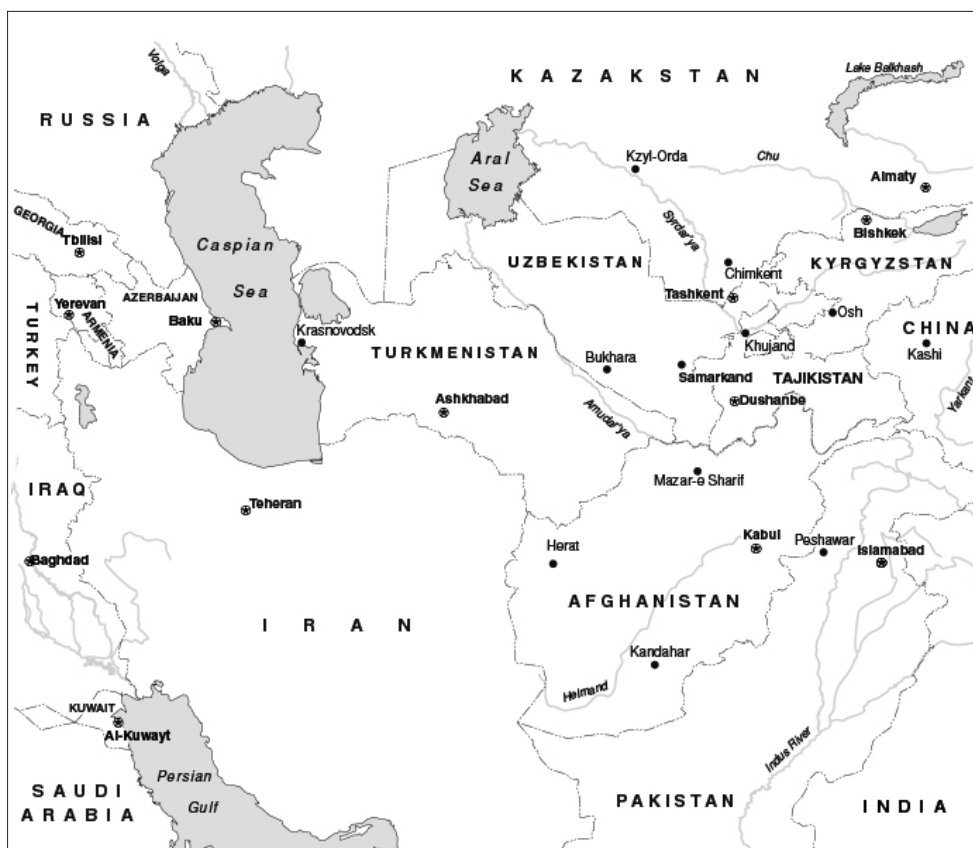 Volga
KAZAKSTAN
Lake Balkhash
RUSSIA
Aral
Sea
Kzyl-Orda
Chu
Almaty
Syrdar'ya
GEORGIA
Tbilisi
Caspian
Sea
Bishkek
UZBEKISTAN
Chimkent
KYRGYZSTAN
Tashkent
AZERBAIJAN
Yerevan
ARMENIA
TURKEY
Baku
Krasnovodsk
Osh
CHINA
Khujand
Kashi
TURKMENISTAN
Bukhara
Samarkand
TAJIKISTAN
Yarkant
Ashkhabad
Dushanbe
Amudar'ya
Mazar-e Sharif
IRAQ
Teheran
Baghdad
Herat
Kabul
Peshawar
Islamabad
AFGHANISTAN
IRAN
Kandahar
Helmand
KUWAIT
Al-Kuwayt
Indus River
Persian
Gulf
SAUDI
ARABIA
PAKISTAN
INDIA